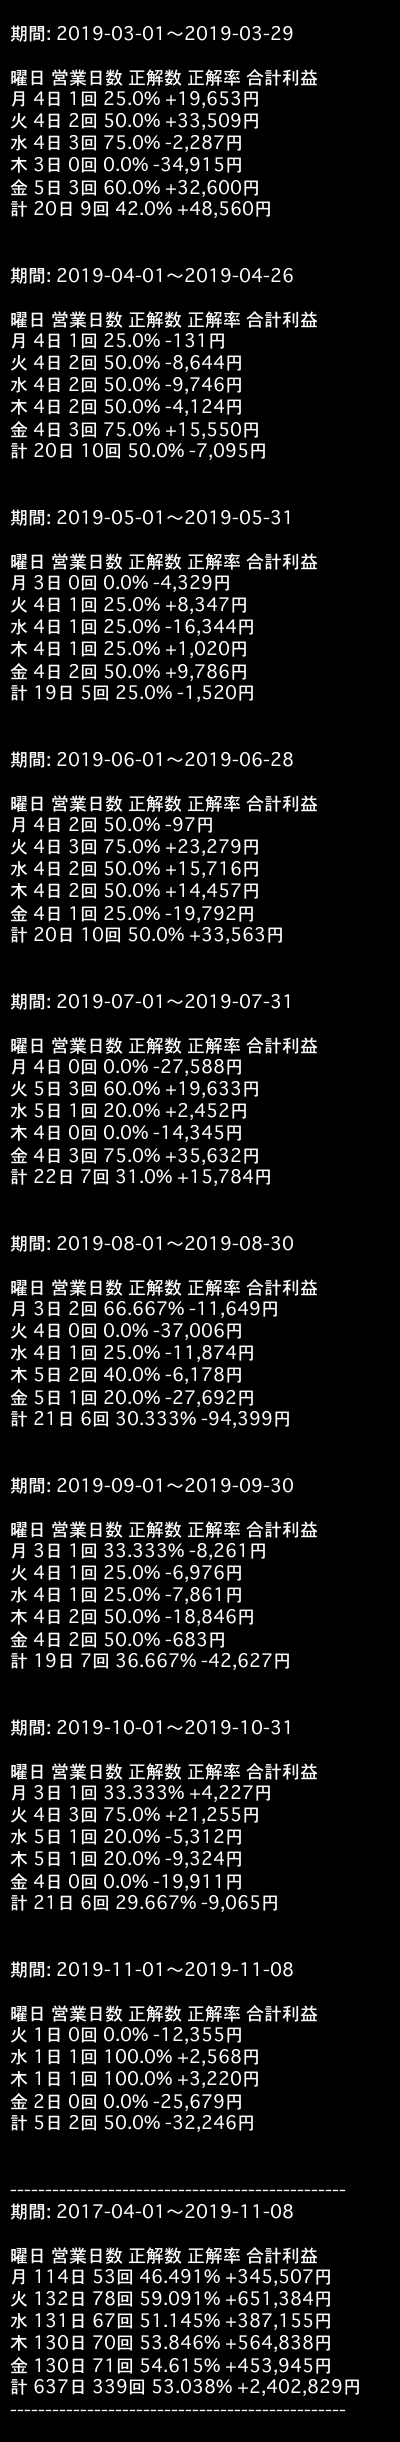 期間: 2019-03-01〜2019-03-29
曜日 営業日数 正解数 正解率 合計利益
月 4日 1回 25.0% +19,653円
火 4日 2回 50.0% +33,509円
水 4日 3回 75.0% -2,287円
木 3日 0回 0.0% -34,915円
金 5日 3回 60.0% +32,600円
計 20日 9回 42.0% +48,560円
期間: 2019-04-01〜2019-04-26
曜日 営業日数 正解数 正解率 合計利益
月 4日 1回 25.0% -131円
火 4日 2回 50.0% -8,644円
水 4日 2回 50.0% -9,746円
木 4日 2回 50.0% -4,124円
金 4日 3回 75.0% +15,550円
計 20日 10回 50.0% -7,095円
期間: 2019-05-01〜2019-05-31
曜日 営業日数 正解数 正解率 合計利益
月 3日 0回 0.0% -4,329円
火 4日 1回 25.0% +8,347円
水 4日 1回 25.0% -16,344円
木 4日 1回 25.0% +1,020円
金 4日 2回 50.0% +9,786円
計 19日 5回 25.0% -1,520円
期間: 2019-06-01〜2019-06-28
曜日 営業日数 正解数 正解率 合計利益
月 4日 2回 50.0% -97円
火 4日 3回 75.0% +23,279円
水 4日 2回 50.0% +15,716円
木 4日 2回 50.0% +14,457円
金 4日 1回 25.0% -19,792円
計 20日 10回 50.0% +33,563円
期間: 2019-07-01〜2019-07-31
曜日 営業日数 正解数 正解率 合計利益
月 4日 0回 0.0% -27,588円
火 5日 3回 60.0% +19,633円
水 5日 1回 20.0% +2,452円
木 4日 0回 0.0% -14,345円
金 4日 3回 75.0% +35,632円
計 22日 7回 31.0% +15,784円
期間: 2019-08-01〜2019-08-30
曜日 営業日数 正解数 正解率 合計利益
月 3日 2回 66.667% -11,649円
火 4日 0回 0.0% -37,006円
水 4日 1回 25.0% -11,874円
木 5日 2回 40.0% -6,178円
金 5日 1回 20.0% -27,692円
計 21日 6回 30.333% -94,399円
期間: 2019-09-01〜2019-09-30
曜日 営業日数 正解数 正解率 合計利益
月 3日 1回 33.333% -8,261円
火 4日 1回 25.0% -6,976円
水 4日 1回 25.0% -7,861円
木 4日 2回 50.0% -18,846円
金 4日 2回 50.0% -683円
計 19日 7回 36.667% -42,627円
期間: 2019-10-01〜2019-10-31
曜日 営業日数 正解数 正解率 合計利益
月 3日 1回 33.333% +4,227円
火 4日 3回 75.0% +21,255円
水 5日 1回 20.0% -5,312円
木 5日 1回 20.0% -9,324円
金 4日 0回 0.0% -19,911円
計 21日 6回 29.667% -9,065円
期間: 2019-11-01〜2019-11-08
曜日 営業日数 正解数 正解率 合計利益
火 1日 0回 0.0% -12,355円
水 1日 1回 100.0% +2,568円
木 1日 1回 100.0% +3,220円
金 2日 0回 0.0% -25,679円
計 5日 2回 50.0% -32,246円
------------------------------------------------
期間: 2017-04-01〜2019-11-08
曜日 営業日数 正解数 正解率 合計利益
月 114日 53回 46.491% +345,507円
火 132日 78回 59.091% +651,384円
水 131日 67回 51.145% +387,155円
木 130日 70回 53.846% +564,838円
金 130日 71回 54.615% +453,945円
計 637日 339回 53.038% +2,402,829円
------------------------------------------------